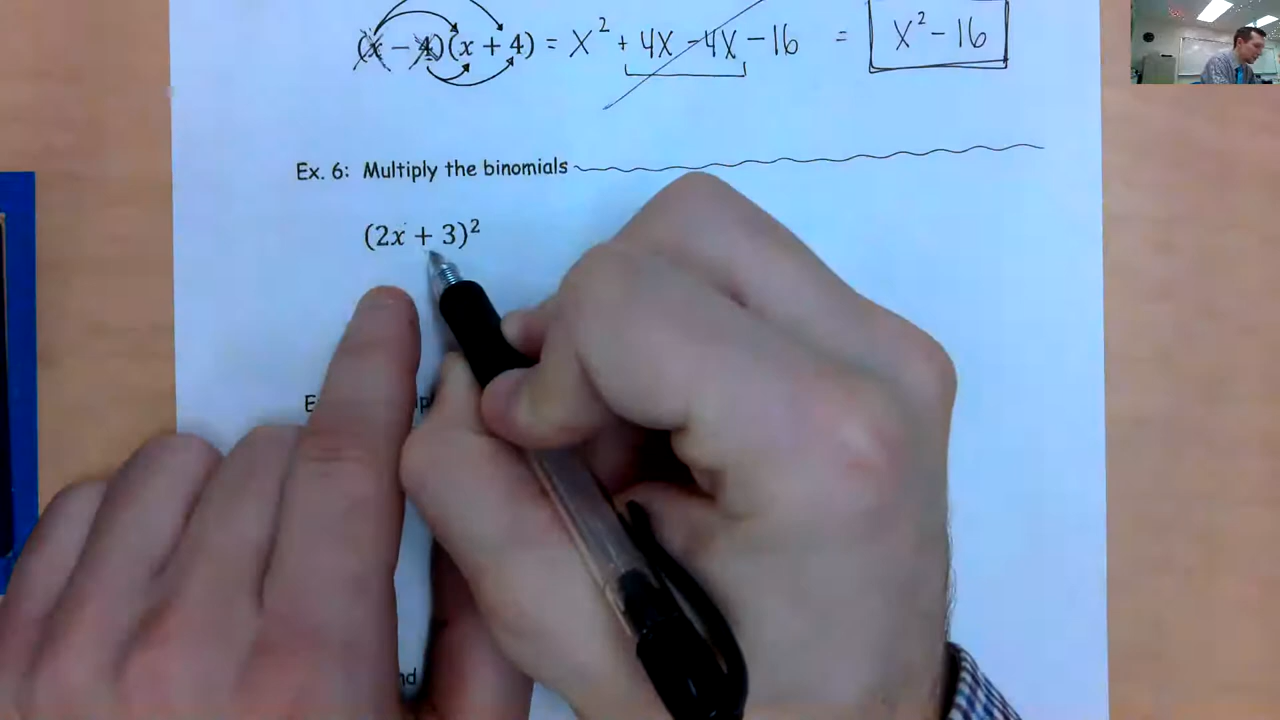 (x − 4)(x + 4) = x² + 4x − 4x − 16 = x² − 16
Ex. 6: Multiply the binomials
(2x + 3)²